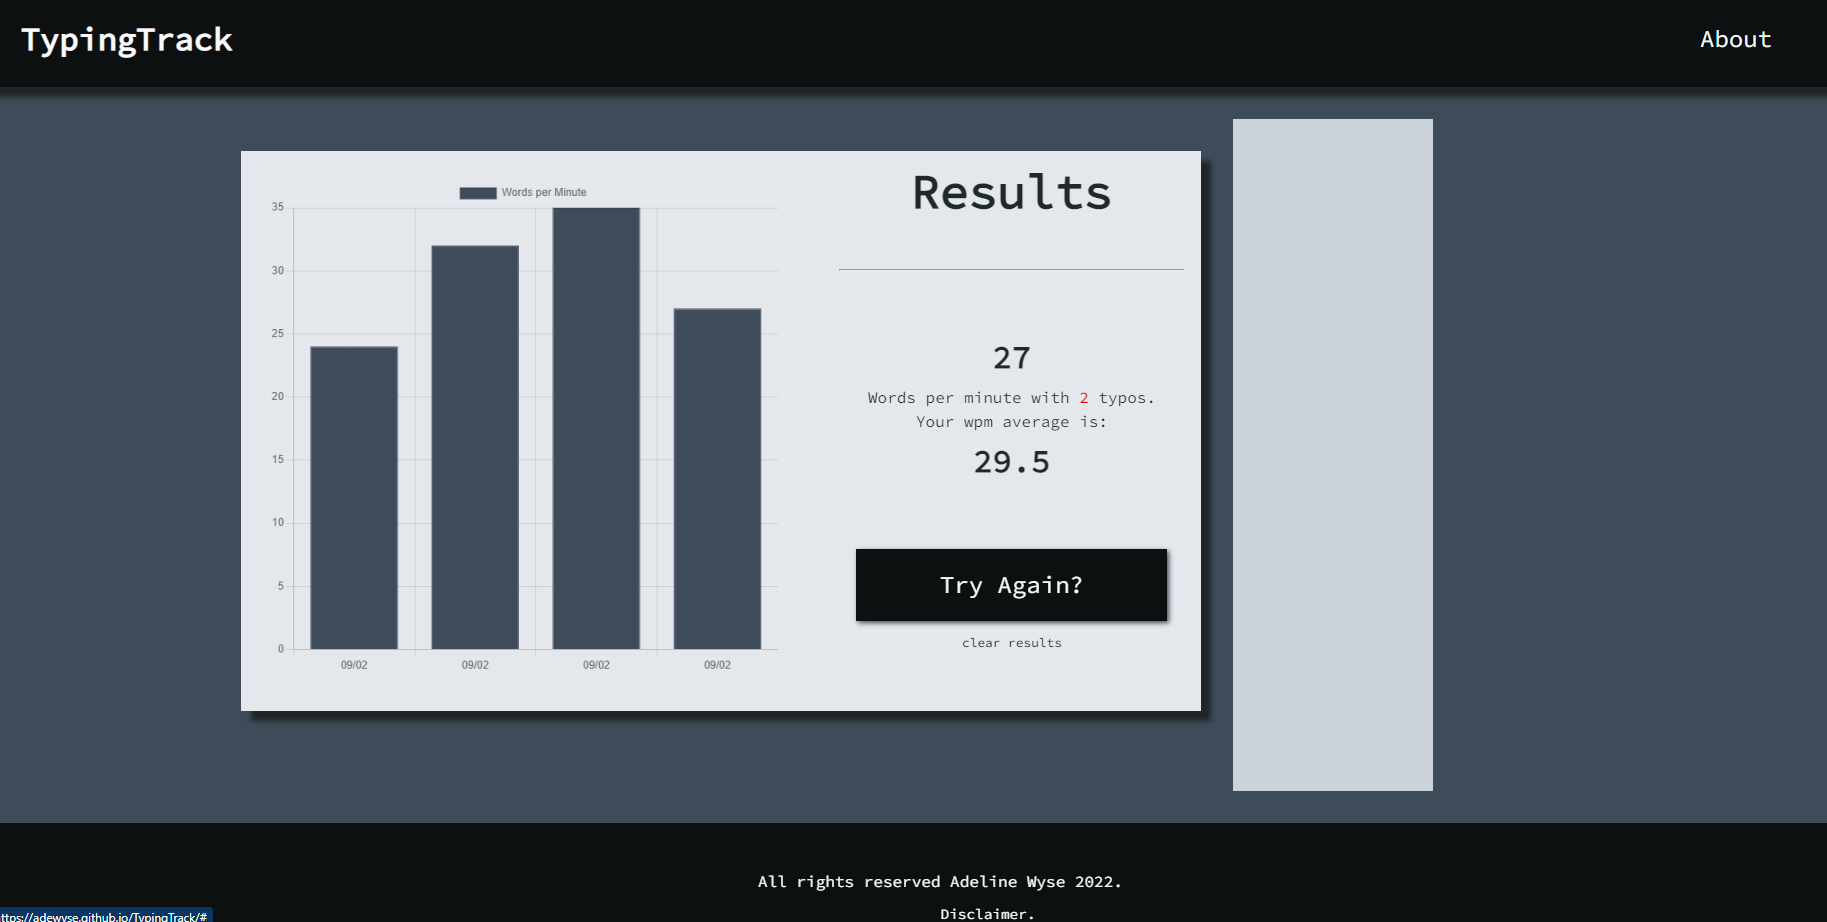 TypingTrack
About
Words per Minute
35
30
25
20
15
10
5
0
09/02 09/02 09/02 09/02
Results
27
Words per minute with 2 typos.
Your wpm average is:
29.5
Try Again?
clear results
All rights reserved Adeline Wyse 2022.
Disclaimer.
ttps://adewyse.github.io/TypingTrack/#